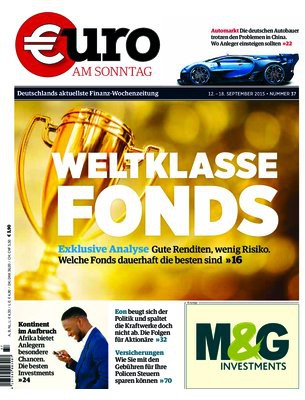 €uro
AM SONNTAG
Automarkt Die deutschen Autobauer
trotzen den Problemen in China.
Wo Anleger einsteigen sollten »22
Deutschlands aktuellste Finanz-Wochenzeitung
12. – 18. SEPTEMBER 2015 • NUMMER 37
WELTKLASSE
FONDS
Exklusive Analyse Gute Renditen, wenig Risiko.
Welche Fonds dauerhaft die besten sind »16
Kontinent
im Aufbruch
Afrika bietet
Anlegern
besondere
Chancen.
Die besten
Investments
»24
Eon beugt sich der
Politik und spaltet
die Kraftwerke doch
nicht ab. Die Folgen
für Aktionäre »32
Versicherungen
Wie Sie mit den
Gebühren für Ihre
Policen Steuern
sparen können »70
M&G
INVESTMENTS